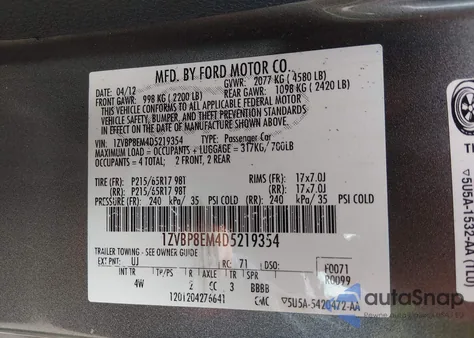 MFD. BY FORD MOTOR CO.
DATE: 04/12 GVWR: 2077 KG ( 4580 LB)
FRONT GAWR: 998 KG ( 2200 LB) REAR GAWR: 1098 KG ( 2420 LB)
THIS VEHICLE CONFORMS TO ALL APPLICABLE FEDERAL MOTOR
VEHICLE SAFETY, BUMPER, AND THEFT PREVENTION STANDARDS
IN EFFECT ON THE DATE OF MANUFACTURE SHOWN ABOVE.
VIN: 1ZVBP8EM4D5219354 TYPE: Passenger Car
MAXIMUM LOAD = OCCUPANTS + LUGGAGE = 317KG/ 700LB
OCCUPANTS = 4 TOTAL: 2 FRONT, 2 REAR
TIRE (FR): P215/65R17 98T RIMS (FR): 17x7.0J
(RR): P215/65R17 98T (RR): 17x7.0J
PRESSURE (FR): 240 kPa/ 35 PSI COLD (RR): 240 kPa/ 35 PSI COLD
1ZVBP8EM4D5219354
TRAILER TOWING - SEE OWNER GUIDE
EXT PNT: UJ RC: 71 DSO: F0071
R0099
INT TR TP/PS R AXLE TR SPR
4W 2 CC 3 BBBB
1201204276641
5U5A-5420472-AA
5U5A-1532-AA (TLO)
autoSnap